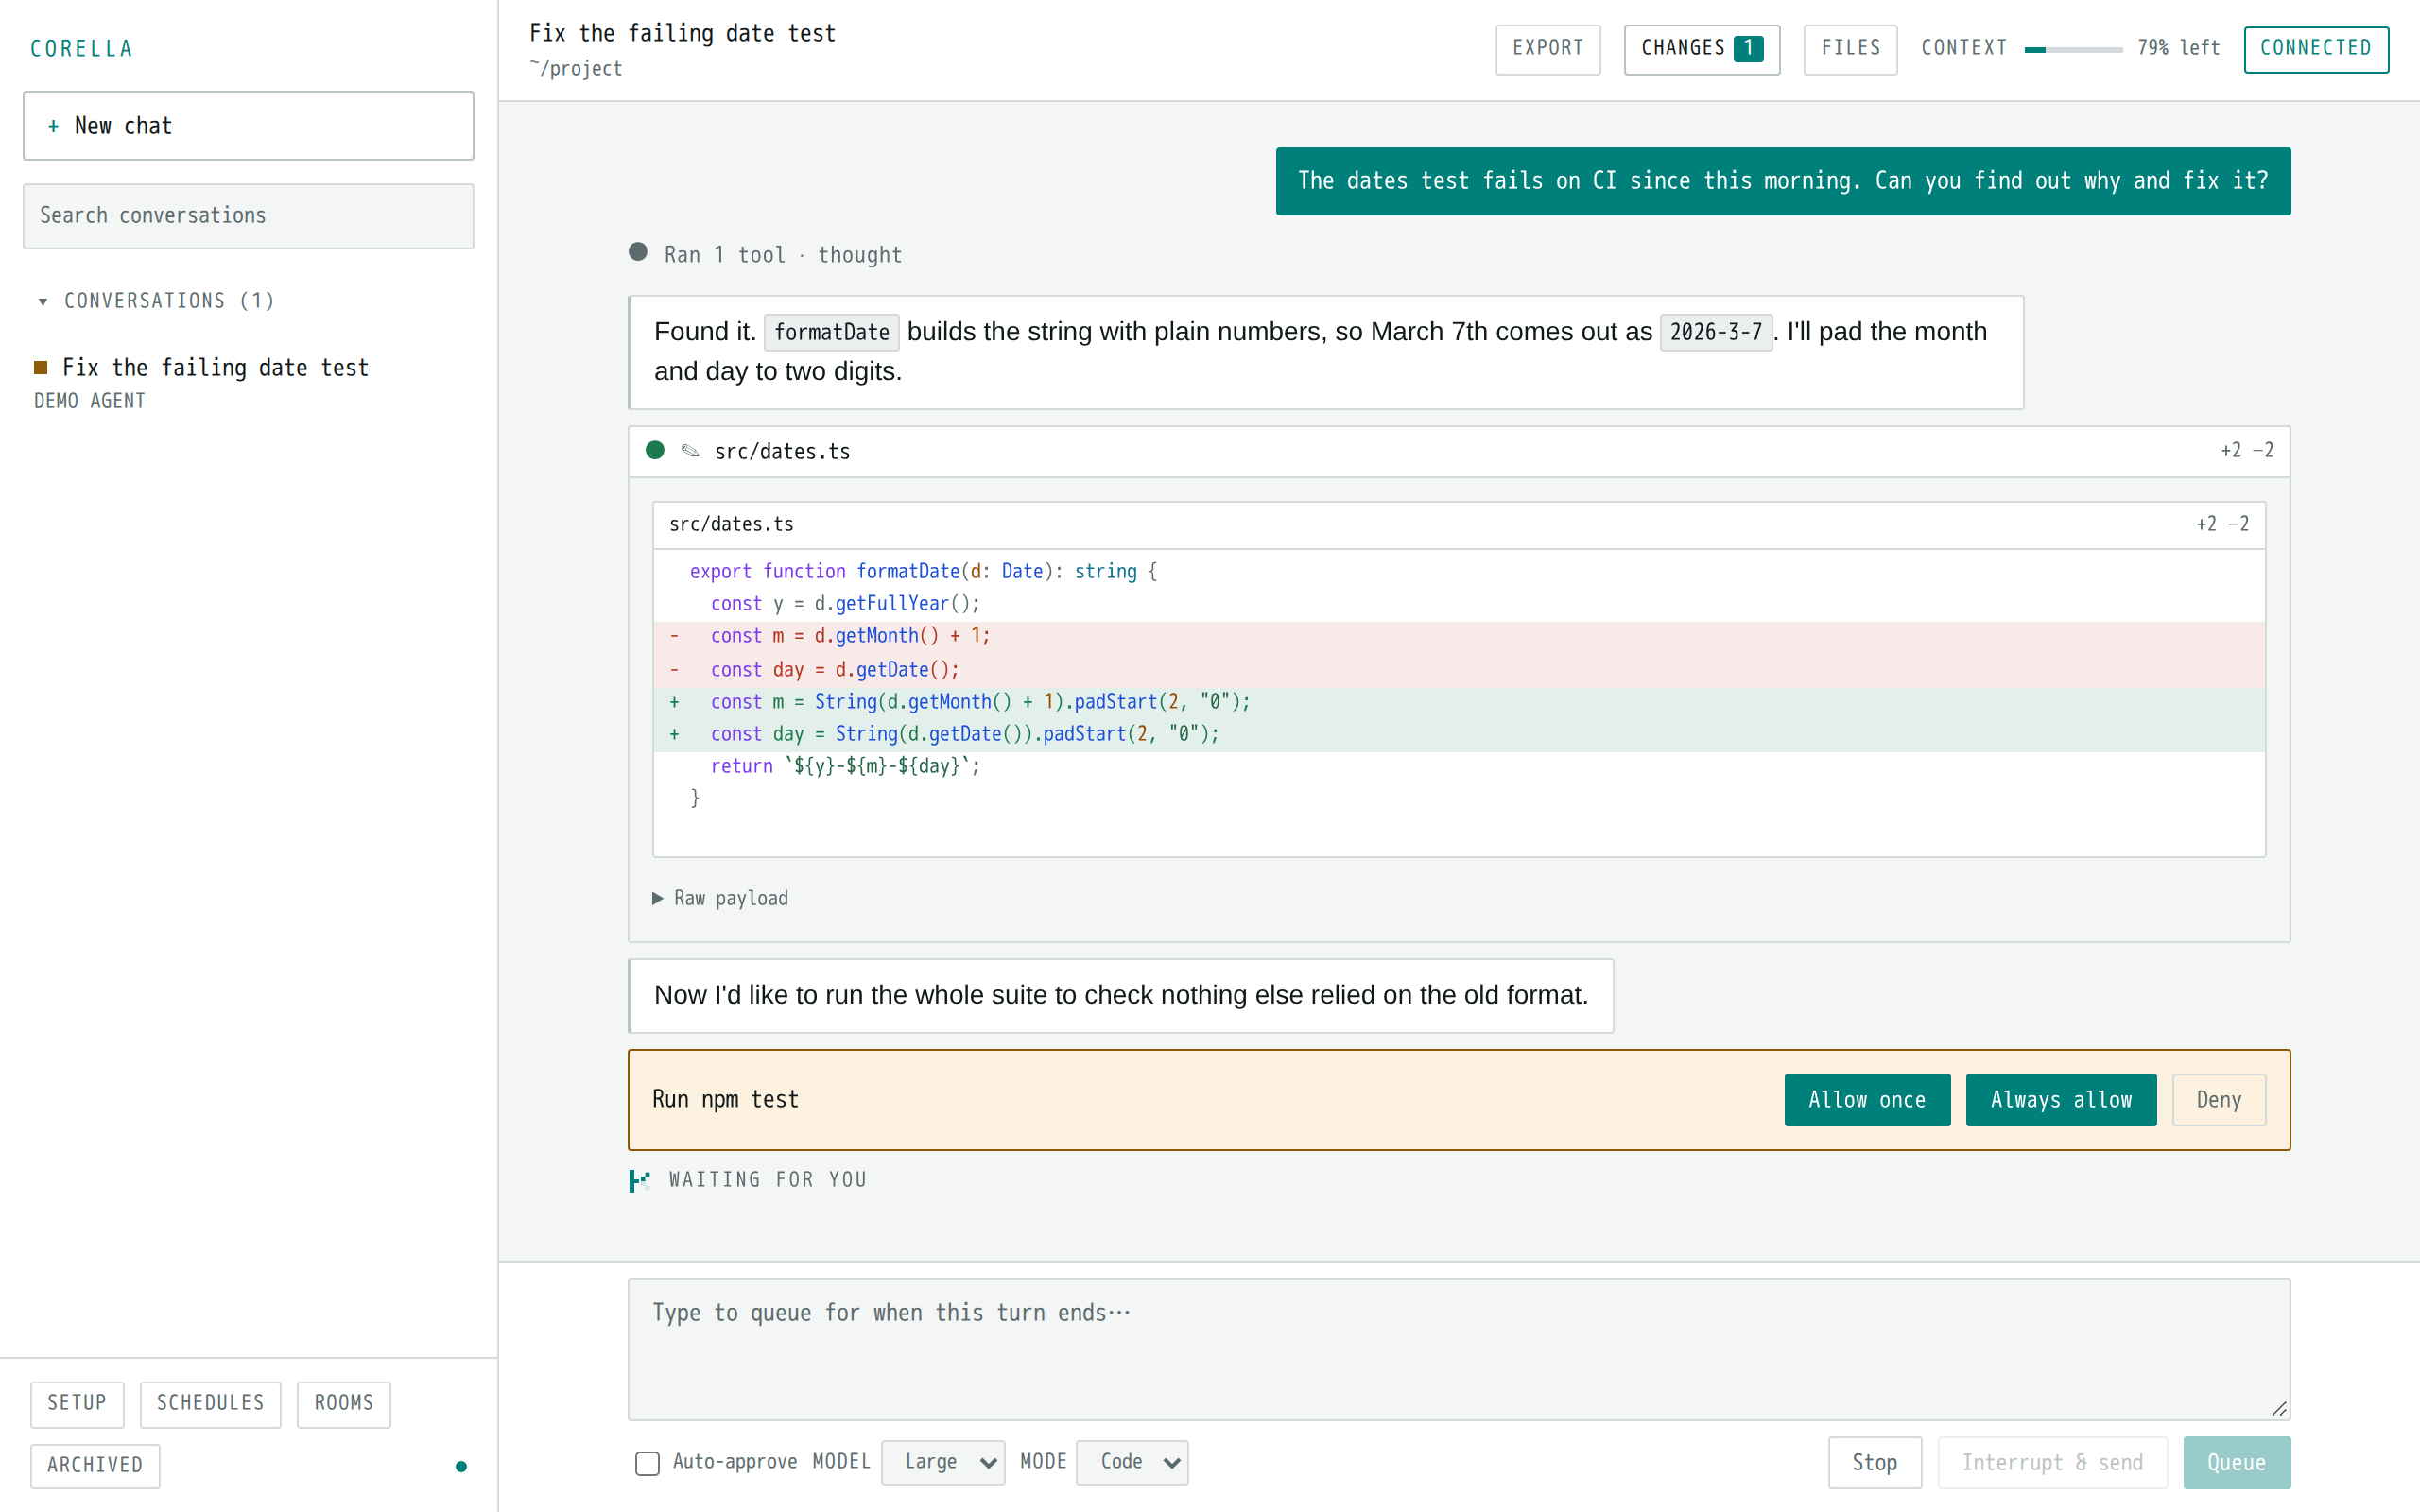 CORELLA
+ New chat
Search conversations
▾ CONVERSATIONS (1)
Fix the failing date test
DEMO AGENT
SETUP
SCHEDULES
ROOMS
ARCHIVED
Fix the failing date test
~/project
EXPORT
CHANGES 1
FILES
CONTEXT
79% left
CONNECTED
The dates test fails on CI since this morning. Can you find out why and fix it?
Ran 1 tool · thought
Found it. formatDate builds the string with plain numbers, so March 7th comes out as 2026-3-7. I'll pad the month
and day to two digits.
✎ src/dates.ts +2 −2
src/dates.ts +2 −2
export function formatDate(d: Date): string {
const y = d.getFullYear();
- const m = d.getMonth() + 1;
- const day = d.getDate();
+ const m = String(d.getMonth() + 1).padStart(2, "0");
+ const day = String(d.getDate()).padStart(2, "0");
return `${y}-${m}-${day}`;
}
▶ Raw payload
Now I'd like to run the whole suite to check nothing else relied on the old format.
Run npm test
Allow once
Always allow
Deny
WAITING FOR YOU
Type to queue for when this turn ends…
Auto-approve
MODEL
Large
MODE
Code
Stop
Interrupt & send
Queue